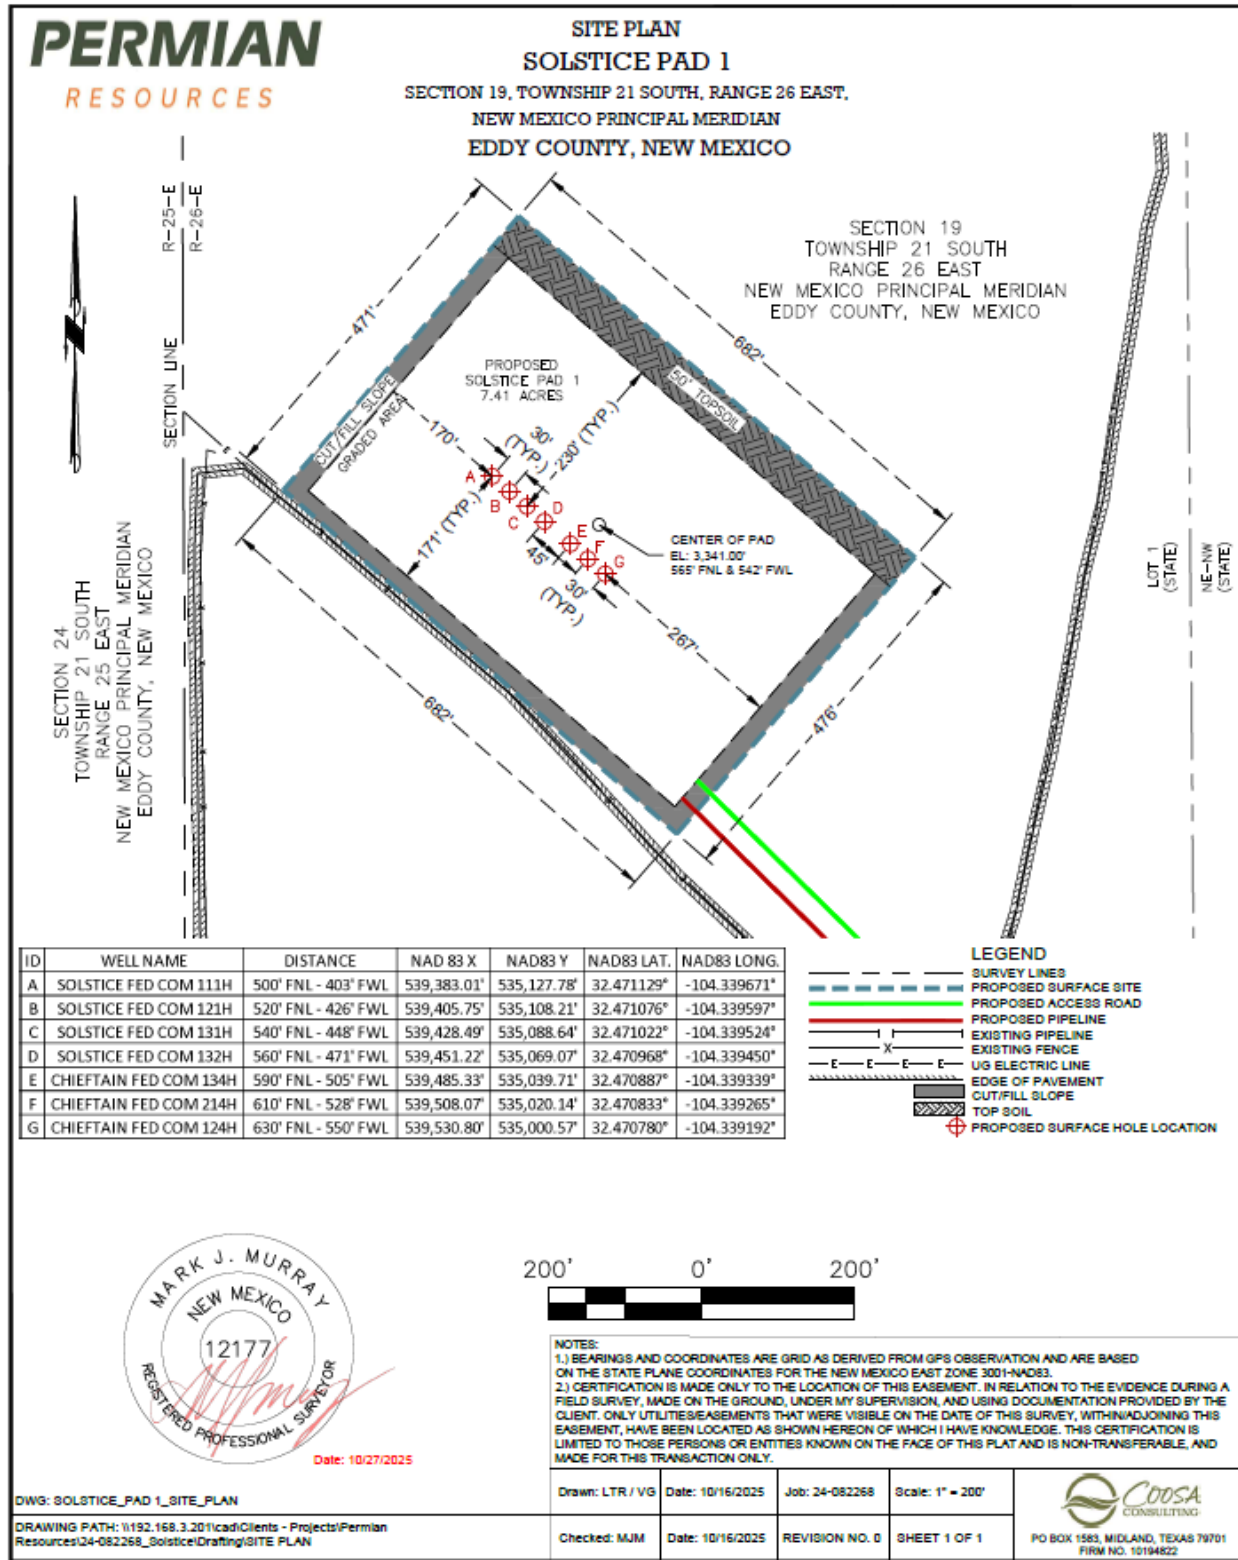 PERMIAN
RESOURCES
SITE PLAN
SOLSTICE PAD 1
SECTION 19, TOWNSHIP 21 SOUTH, RANGE 26 EAST,
NEW MEXICO PRINCIPAL MERIDIAN
EDDY COUNTY, NEW MEXICO
R-25-E
R-26-E
SECTION LINE
SECTION 19
TOWNSHIP 21 SOUTH
RANGE 26 EAST
NEW MEXICO PRINCIPAL MERIDIAN
EDDY COUNTY, NEW MEXICO
471'
682'
PROPOSED
SOLSTICE PAD 1
7.41 ACRES
50' TOPSOIL
CUT/FILL SLOPE
GRADED AREA
170'
30'
(TYP.)
230' (TYP.)
171' (TYP.)
A
B
C
D
E
F
G
45'
30'
(TYP.)
CENTER OF PAD
EL: 3,341.00'
565' FNL & 542' FWL
267'
682'
476'
E
LOT 1
(STATE)
NE-NW
(STATE)
SECTION 24
TOWNSHIP 21 SOUTH
RANGE 25 EAST
NEW MEXICO PRINCIPAL MERIDIAN
EDDY COUNTY, NEW MEXICO
ID WELL NAME DISTANCE NAD 83 X NAD83 Y NAD83 LAT. NAD83 LONG.
A SOLSTICE FED COM 111H 500' FNL - 403' FWL 539,383.01' 535,127.78' 32.471129° -104.339671°
B SOLSTICE FED COM 121H 520' FNL - 426' FWL 539,405.75' 535,108.21' 32.471076° -104.339597°
C SOLSTICE FED COM 131H 540' FNL - 448' FWL 539,428.49' 535,088.64' 32.471022° -104.339524°
D SOLSTICE FED COM 132H 560' FNL - 471' FWL 539,451.22' 535,069.07' 32.470968° -104.339450°
E CHIEFTAIN FED COM 134H 590' FNL - 505' FWL 539,485.33' 535,039.71' 32.470887° -104.339339°
F CHIEFTAIN FED COM 214H 610' FNL - 528' FWL 539,508.07' 535,020.14' 32.470833° -104.339265°
G CHIEFTAIN FED COM 124H 630' FNL - 550' FWL 539,530.80' 535,000.57' 32.470780° -104.339192°
LEGEND
SURVEY LINES
PROPOSED SURFACE SITE
PROPOSED ACCESS ROAD
PROPOSED PIPELINE
EXISTING PIPELINE
X EXISTING FENCE
E E E E UG ELECTRIC LINE
EDGE OF PAVEMENT
CUT/FILL SLOPE
TOP SOIL
PROPOSED SURFACE HOLE LOCATION
MARK J. MURRAY
NEW MEXICO
12177
REGISTERED PROFESSIONAL SURVEYOR
Date: 10/27/2025
200' 0' 200'
NOTES:
1.) BEARINGS AND COORDINATES ARE GRID AS DERIVED FROM GPS OBSERVATION AND ARE BASED
ON THE STATE PLANE COORDINATES FOR THE NEW MEXICO EAST ZONE 3001-NAD83.
2.) CERTIFICATION IS MADE ONLY TO THE LOCATION OF THIS EASEMENT. IN RELATION TO THE EVIDENCE DURING A
FIELD SURVEY, MADE ON THE GROUND, UNDER MY SUPERVISION, AND USING DOCUMENTATION PROVIDED BY THE
CLIENT. ONLY UTILITIES/EASEMENTS THAT WERE VISIBLE ON THE DATE OF THIS SURVEY, WITHIN/ADJOINING THIS
EASEMENT, HAVE BEEN LOCATED AS SHOWN HEREON OF WHICH I HAVE KNOWLEDGE. THIS CERTIFICATION IS
LIMITED TO THOSE PERSONS OR ENTITIES KNOWN ON THE FACE OF THIS PLAT AND IS NON-TRANSFERABLE, AND
MADE FOR THIS TRANSACTION ONLY.
DWG: SOLSTICE_PAD 1_SITE_PLAN
DRAWING PATH: \\192.168.3.201\cad\Clients - Projects\Permian
Resources\24-082268_Solstice\Drafting\SITE PLAN
Drawn: LTR / VG Date: 10/16/2025 Job: 24-082268 Scale: 1" = 200'
Checked: MJM Date: 10/16/2025 REVISION NO. 0 SHEET 1 OF 1
COOSA
CONSULTING
PO BOX 1583, MIDLAND, TEXAS 79701
FIRM NO. 10194822